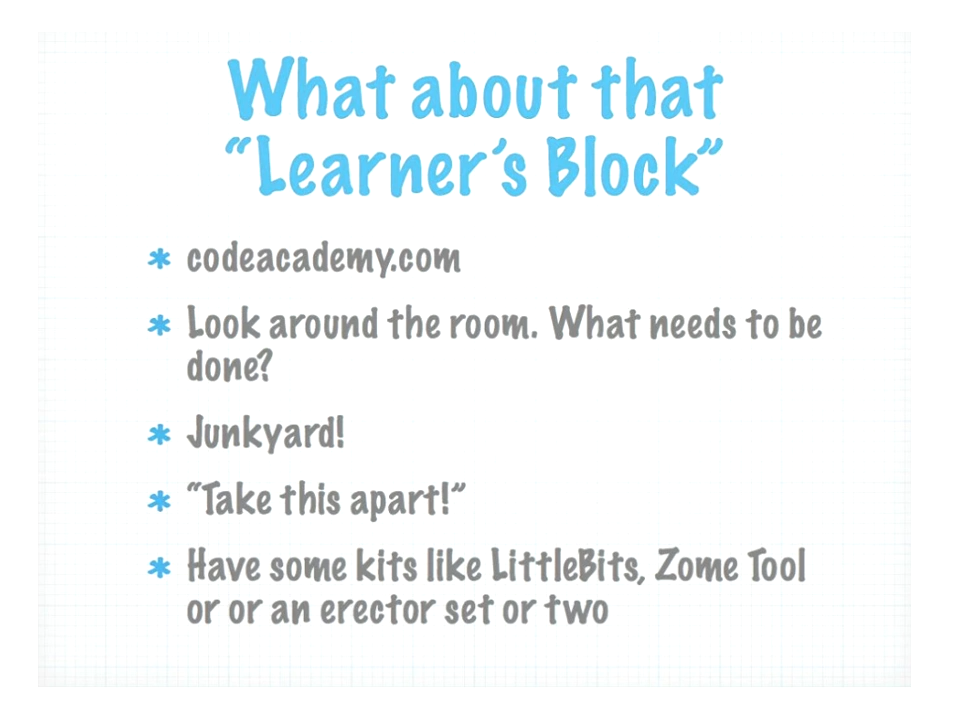 What about that
“Learner’s Block”
* codeacademy.com
* Look around the room. What needs to be
done?
* Junkyard!
* “Take this apart!”
* Have some kits like LittleBits, Zome Tool
or or an erector set or two